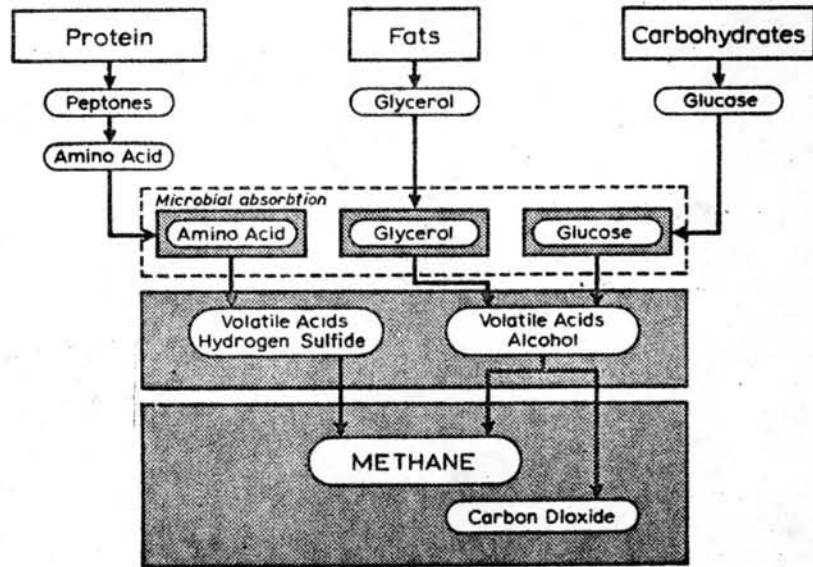 Protein
Fats
Carbohydrates
Peptones
Glycerol
Glucose
Amino Acid
Microbial absorbtion
Amino Acid
Glycerol
Glucose
Volatile Acids
Hydrogen Sulfide
Volatile Acids
Alcohol
METHANE
Carbon Dioxide